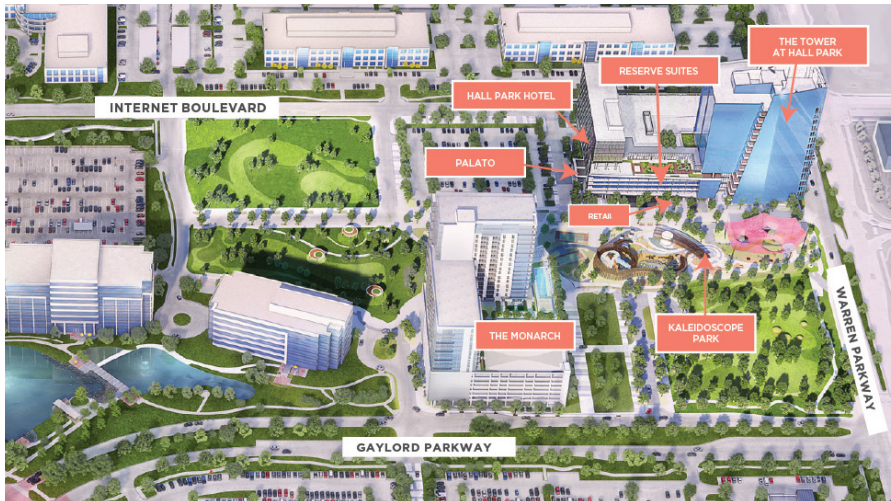 THE TOWER
AT HALL PARK
RESERVE SUITES
HALL PARK HOTEL
INTERNET BOULEVARD
PALATO
RETAIL
WARREN PARKWAY
KALEIDOSCOPE
PARK
THE MONARCH
GAYLORD PARKWAY